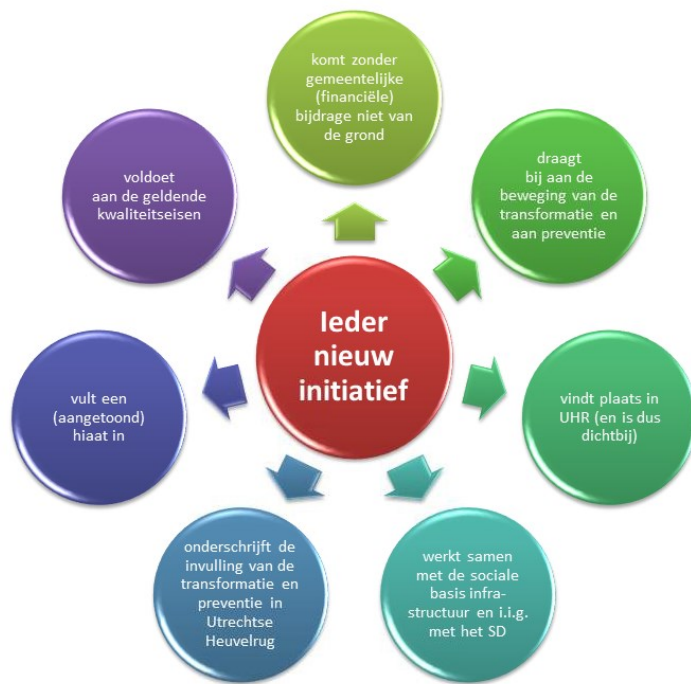 komt zonder
gemeentelijke
(financiële)
bijdrage niet van
de grond
draagt
bij aan de
beweging van de
transformatie en
aan preventie
vindt plaats in
UHR (en is dus
dichtbij)
werkt samen
met de sociale
basis infra-
structuur en i.i.g.
met het SD
onderschrijft de
invulling van de
transformatie en
preventie in
Utrechtse
Heuvelrug
vult een
(aangetoond)
hiaat in
voldoet
aan de geldende
kwaliteitseisen
Ieder
nieuw
initiatief